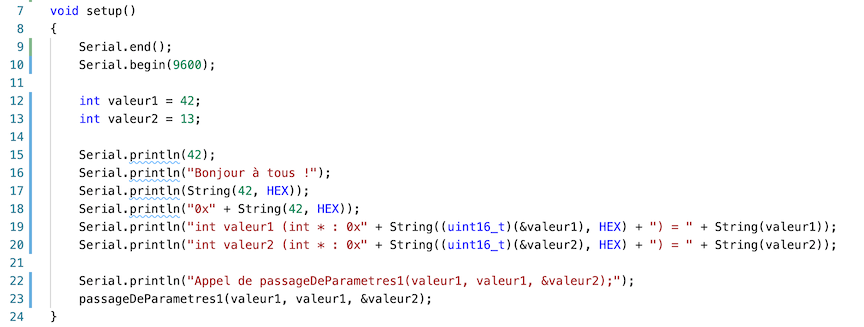 7 void setup()
8 {
9 Serial.end();
10 Serial.begin(9600);
11
12 int valeur1 = 42;
13 int valeur2 = 13;
14
15 Serial.println(42);
16 Serial.println("Bonjour à tous !");
17 Serial.println(String(42, HEX));
18 Serial.println("0x" + String(42, HEX));
19 Serial.println("int valeur1 (int * : 0x" + String((uint16_t)(&valeur1), HEX) + ") = " + String(valeur1));
20 Serial.println("int valeur2 (int * : 0x" + String((uint16_t)(&valeur2), HEX) + ") = " + String(valeur2));
21
22 Serial.println("Appel de passageDeParametres1(valeur1, valeur1, &valeur2);");
23 passageDeParametres1(valeur1, valeur1, &valeur2);
24 }